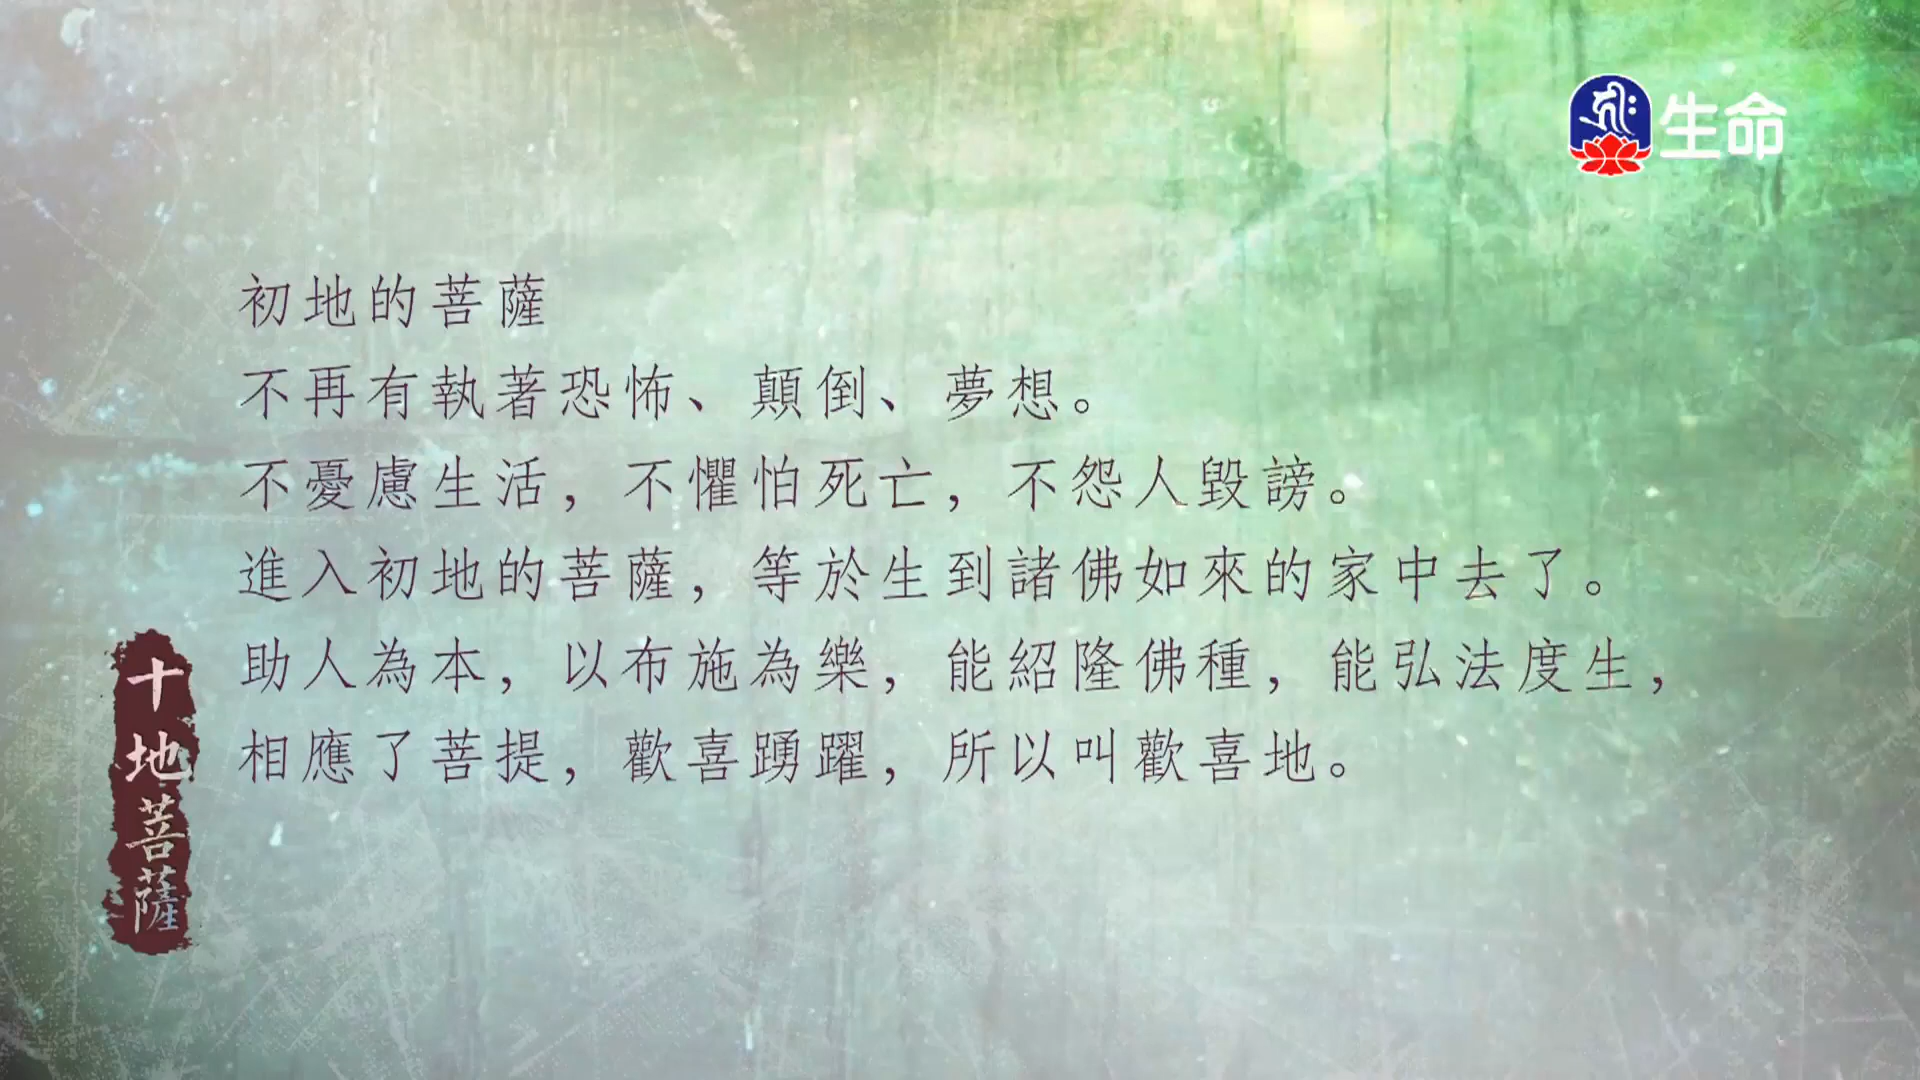 生命
初地的菩薩
不再有執著恐怖、顛倒、夢想。
不憂慮生活，不懼怕死亡，不怨人毀謗。
進入初地的菩薩，等於生到諸佛如來的家中去了。
助人為本，以布施為樂，能紹隆佛種，能弘法度生，
相應了菩提，歡喜踴躍，所以叫歡喜地。
十地菩薩